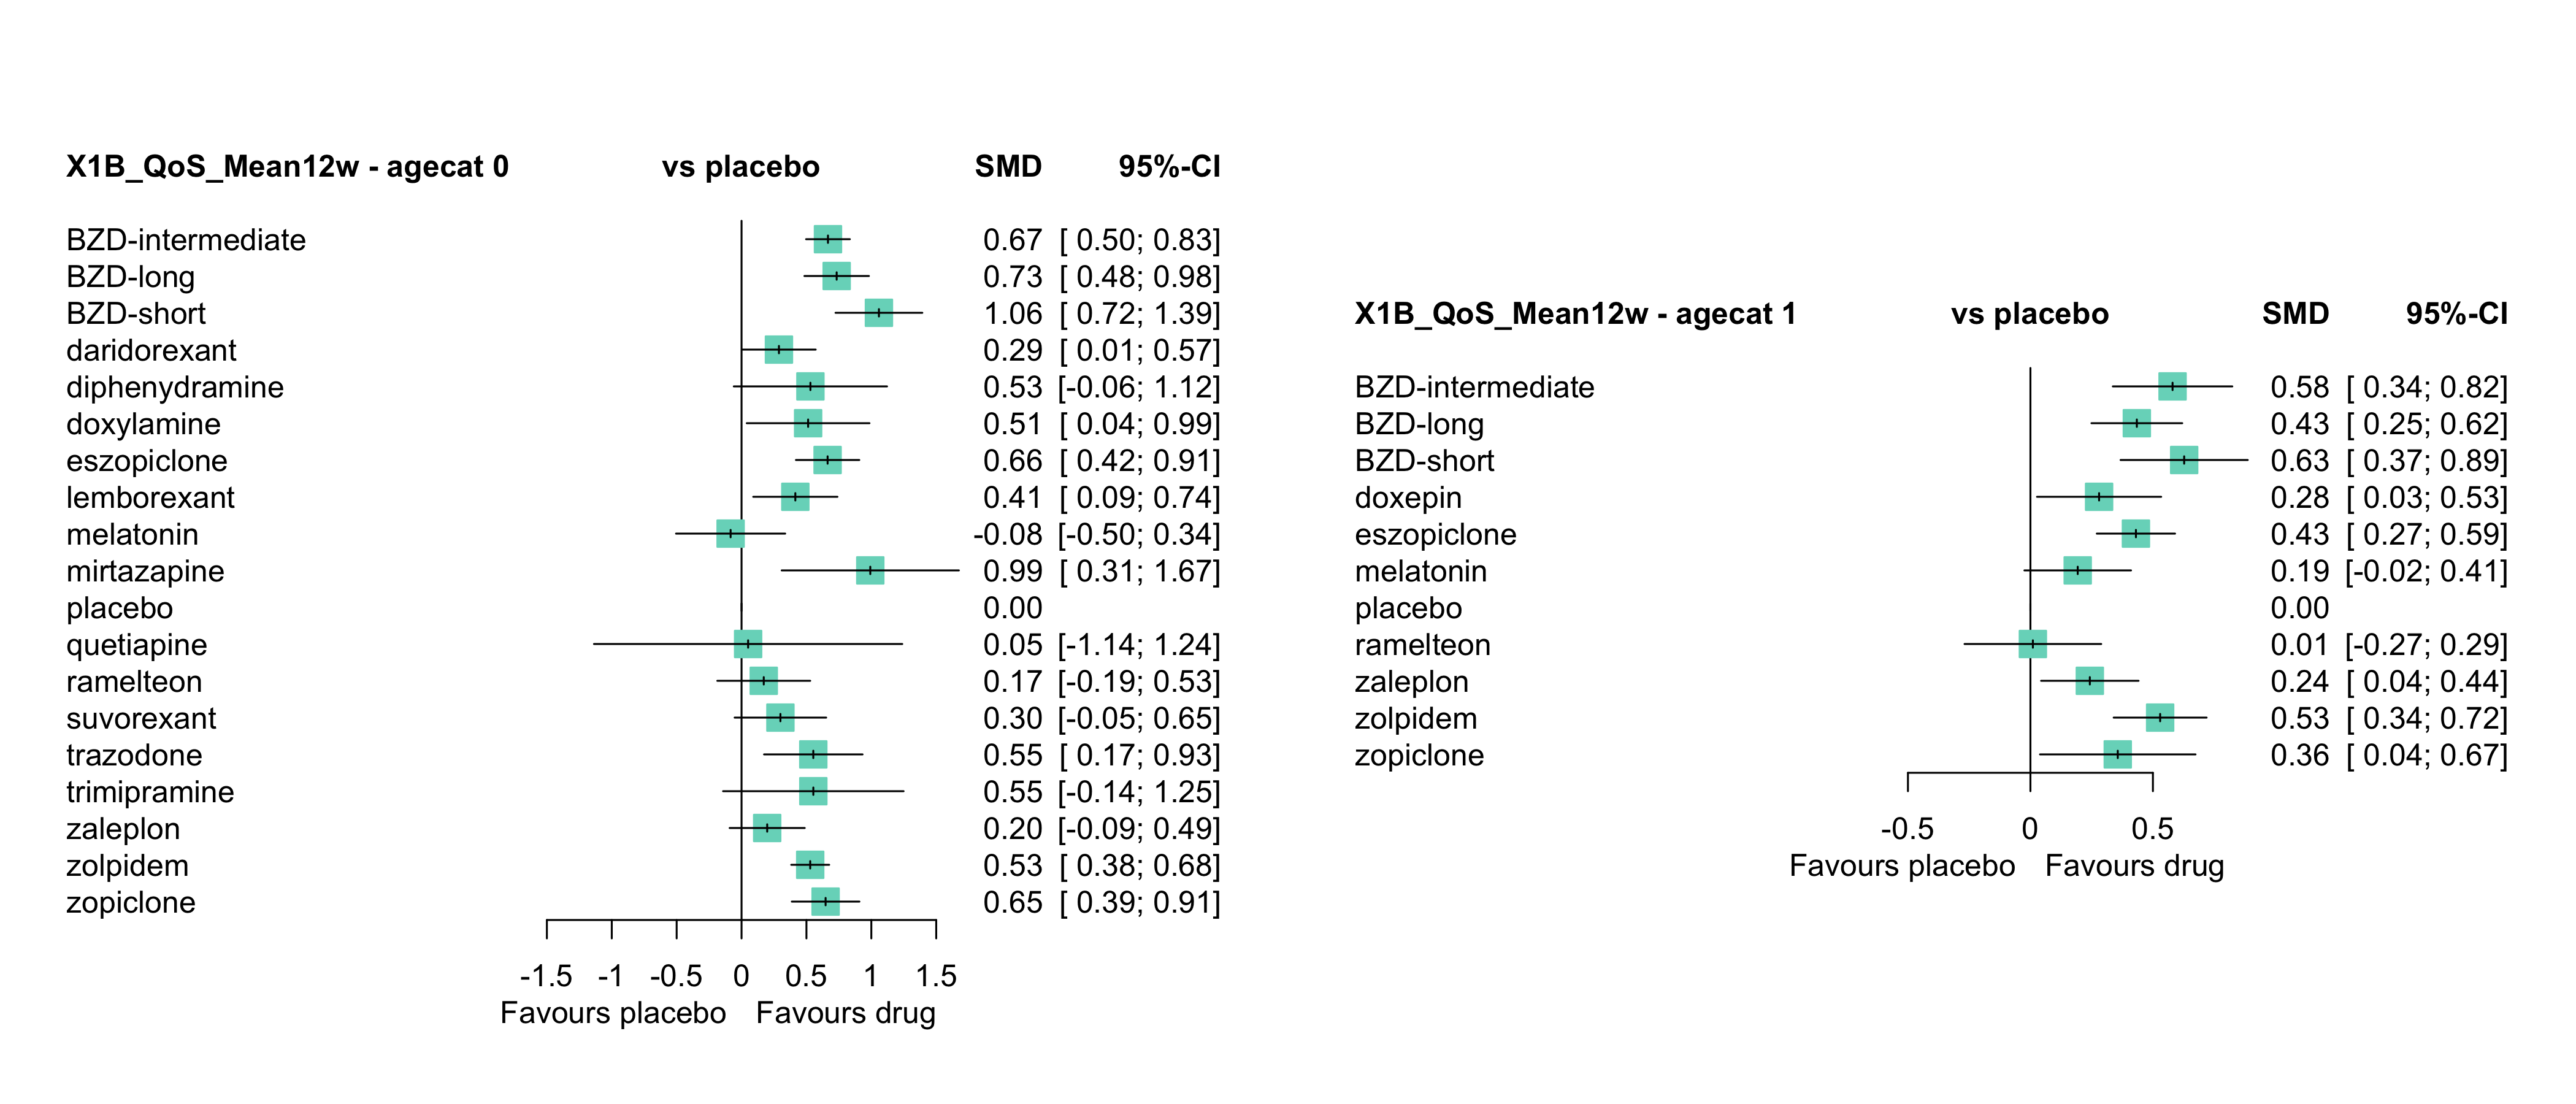 X1B_QoS_Mean12w - agecat 0 vs placebo SMD 95%-CI
BZD-intermediate 0.67 [ 0.50; 0.83]
BZD-long 0.73 [ 0.48; 0.98]
BZD-short 1.06 [ 0.72; 1.39]
daridorexant 0.29 [ 0.01; 0.57]
diphenydramine 0.53 [-0.06; 1.12]
doxylamine 0.51 [ 0.04; 0.99]
eszopiclone 0.66 [ 0.42; 0.91]
lemborexant 0.41 [ 0.09; 0.74]
melatonin -0.08 [-0.50; 0.34]
mirtazapine 0.99 [ 0.31; 1.67]
placebo 0.00
quetiapine 0.05 [-1.14; 1.24]
ramelteon 0.17 [-0.19; 0.53]
suvorexant 0.30 [-0.05; 0.65]
trazodone 0.55 [ 0.17; 0.93]
trimipramine 0.55 [-0.14; 1.25]
zaleplon 0.20 [-0.09; 0.49]
zolpidem 0.53 [ 0.38; 0.68]
zopiclone 0.65 [ 0.39; 0.91]
-1.5 -1 -0.5 0 0.5 1 1.5
Favours placebo Favours drug
X1B_QoS_Mean12w - agecat 1 vs placebo SMD 95%-CI
BZD-intermediate 0.58 [ 0.34; 0.82]
BZD-long 0.43 [ 0.25; 0.62]
BZD-short 0.63 [ 0.37; 0.89]
doxepin 0.28 [ 0.03; 0.53]
eszopiclone 0.43 [ 0.27; 0.59]
melatonin 0.19 [-0.02; 0.41]
placebo 0.00
ramelteon 0.01 [-0.27; 0.29]
zaleplon 0.24 [ 0.04; 0.44]
zolpidem 0.53 [ 0.34; 0.72]
zopiclone 0.36 [ 0.04; 0.67]
-0.5 0 0.5
Favours placebo Favours drug